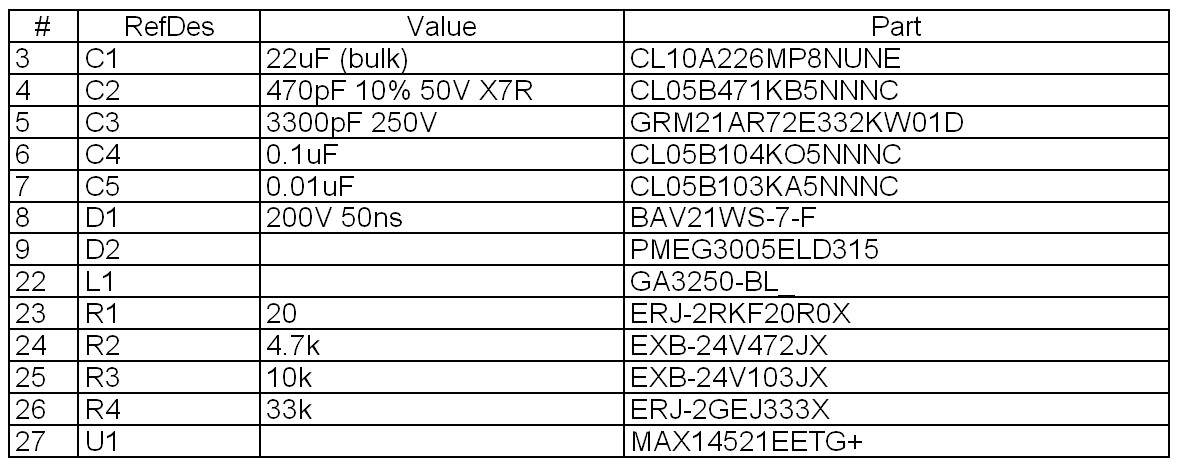 # RefDes Value Part
3 C1 22uF (bulk) CL10A226MP8NUNE
4 C2 470pF 10% 50V X7R CL05B471KB5NNNC
5 C3 3300pF 250V GRM21AR72E332KW01D
6 C4 0.1uF CL05B104KO5NNNC
7 C5 0.01uF CL05B103KA5NNNC
8 D1 200V 50ns BAV21WS-7-F
9 D2 PMEG3005ELD315
22 L1 GA3250-BL_
23 R1 20 ERJ-2RKF20R0X
24 R2 4.7k EXB-24V472JX
25 R3 10k EXB-24V103JX
26 R4 33k ERJ-2GEJ333X
27 U1 MAX14521EETG+